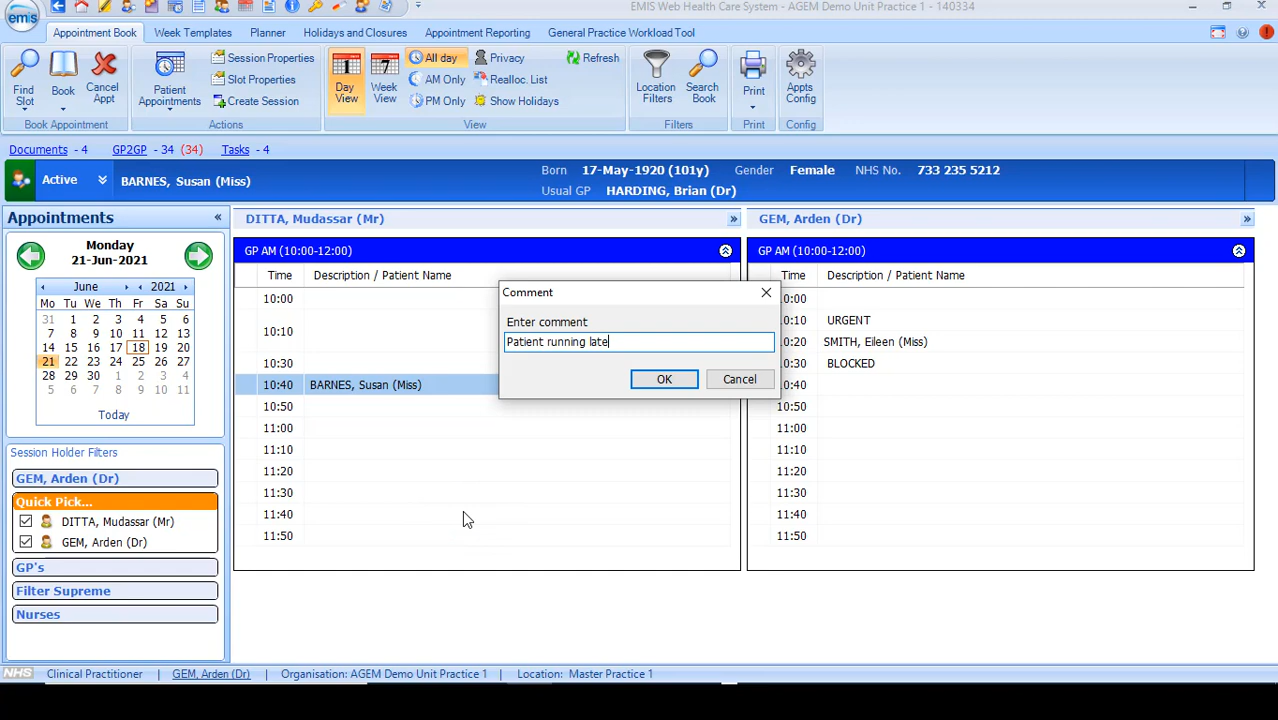 emis
EMIS Web Health Care System - AGEM Demo Unit Practice 1 - 140334
Appointment Book Week Templates Planner Holidays and Closures Appointment Reporting General Practice Workload Tool
Find Slot Book Cancel Appt Patient Appointments Session Properties Slot Properties Create Session
1 Day View 7 Week View All day AM Only PM Only Privacy Realloc. List Show Holidays Refresh
Location Filters Search Book Print Appts Config
Book Appointment Actions View Filters Print Config
Documents - 4 GP2GP - 34 (34) Tasks - 4
Active BARNES, Susan (Miss) Born 17-May-1920 (101y) Gender Female NHS No. 733 235 5212
Usual GP HARDING, Brian (Dr)
Appointments «
Monday
21-Jun-2021
June 2021
Mo Tu We Th Fr Sa Su
31 1 2 3 4 5 6
7 8 9 10 11 12 13
14 15 16 17 18 19 20
21 22 23 24 25 26 27
28 29 30 1 2 3 4
5 6 7 8 9 10 11
Today
Session Holder Filters
GEM, Arden (Dr)
Quick Pick...
DITTA, Mudassar (Mr)
GEM, Arden (Dr)
GP's
Filter Supreme
Nurses
DITTA, Mudassar (Mr) »
GP AM (10:00-12:00)
Time Description / Patient Name
10:00
10:10
10:30
10:40 BARNES, Susan (Miss)
10:50
11:00
11:10
11:20
11:30
11:40
11:50
Comment
Enter comment
Patient running late
OK Cancel
GEM, Arden (Dr) »
GP AM (10:00-12:00)
Time Description / Patient Name
10:00
10:10 URGENT
10:20 SMITH, Eileen (Miss)
10:30 BLOCKED
10:40
10:50
11:00
11:10
11:20
11:30
11:40
11:50
NHS Clinical Practitioner GEM, Arden (Dr) Organisation: AGEM Demo Unit Practice 1 Location: Master Practice 1